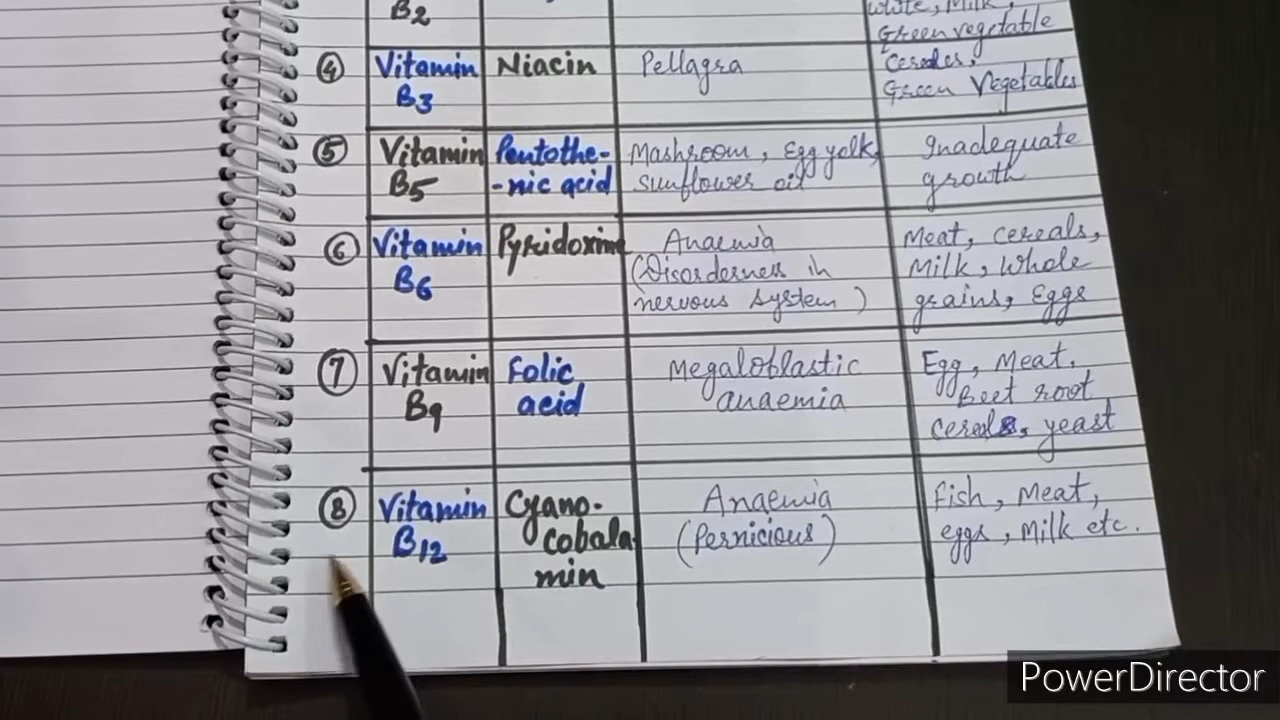 B2
white, Milk,
Green vegetable
④ Vitamin B3 Niacin Pellagra Cereales, Green Vegetables
⑤ Vitamin B5 Pentothe- -nic acid Mashroom, Egg yolk, sunflower oil Inadequate growth
⑥ Vitamin B6 Pyridoxine Anaemia (Disorderness in nervous system) Meat, cereals, Milk, Whole grains, Eggs
⑦ Vitamin B9 Folic acid Megaloblastic anaemia Egg, Meat, Beet root cereals, yeast
⑧ Vitamin B12 Cyano- cobala- min Anaemia (Pernicious) Fish, Meat, eggs, Milk etc.
PowerDirector